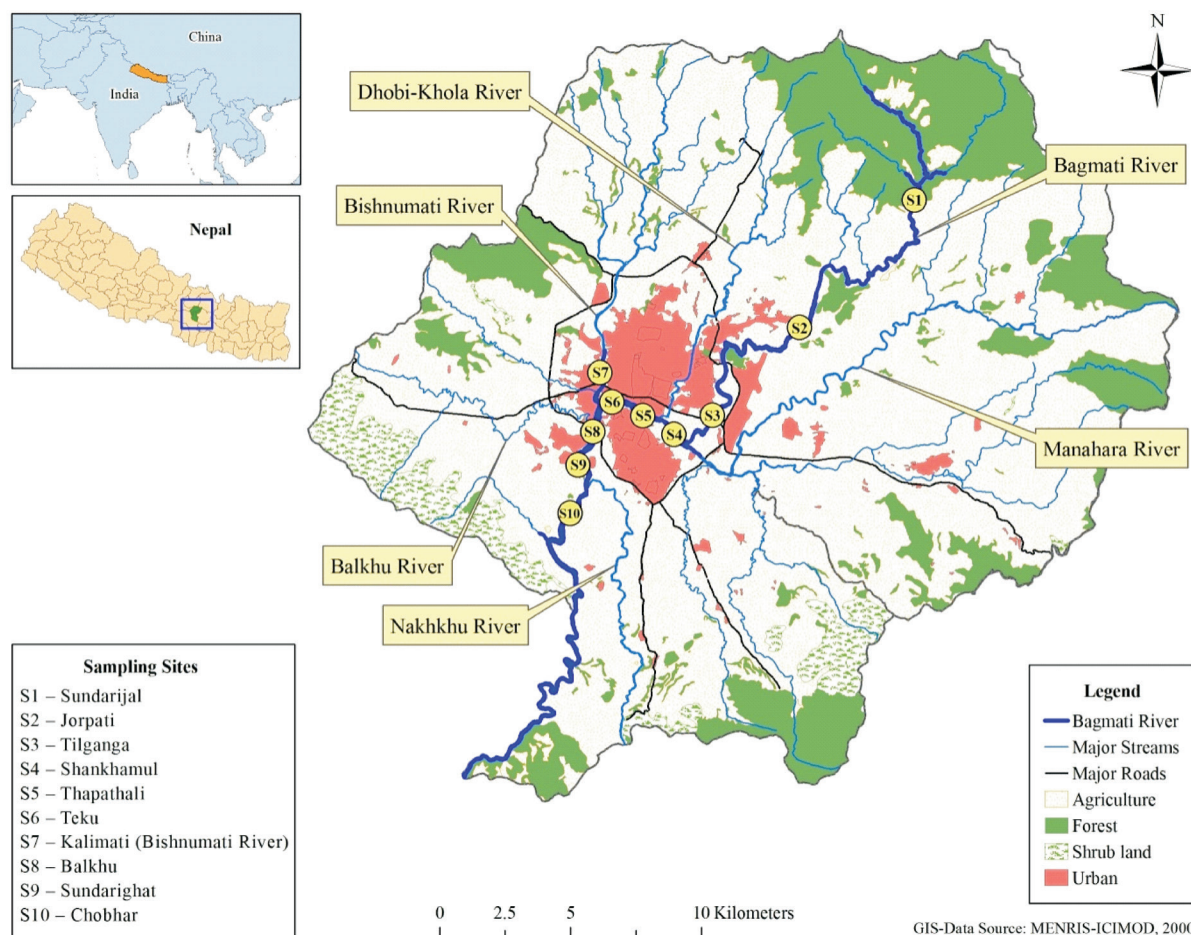 China
India
Nepal
N
Dhobi-Khola River
Bishnumati River
Bagmati River
Manahara River
Balkhu River
Nakhkhu River
S1
S2
S7
S6
S5
S3
S4
S8
S9
S10
Sampling Sites
S1 – Sundarijal
S2 – Jorpati
S3 – Tilganga
S4 – Shankhamul
S5 – Thapathali
S6 – Teku
S7 – Kalimati (Bishnumati River)
S8 – Balkhu
S9 – Sundarighat
S10 – Chobhar
Legend
Bagmati River
Major Streams
Major Roads
Agriculture
Forest
Shrub land
Urban
0 2.5 5 10 Kilometers
GIS-Data Source: MENRIS-ICIMOD, 2000